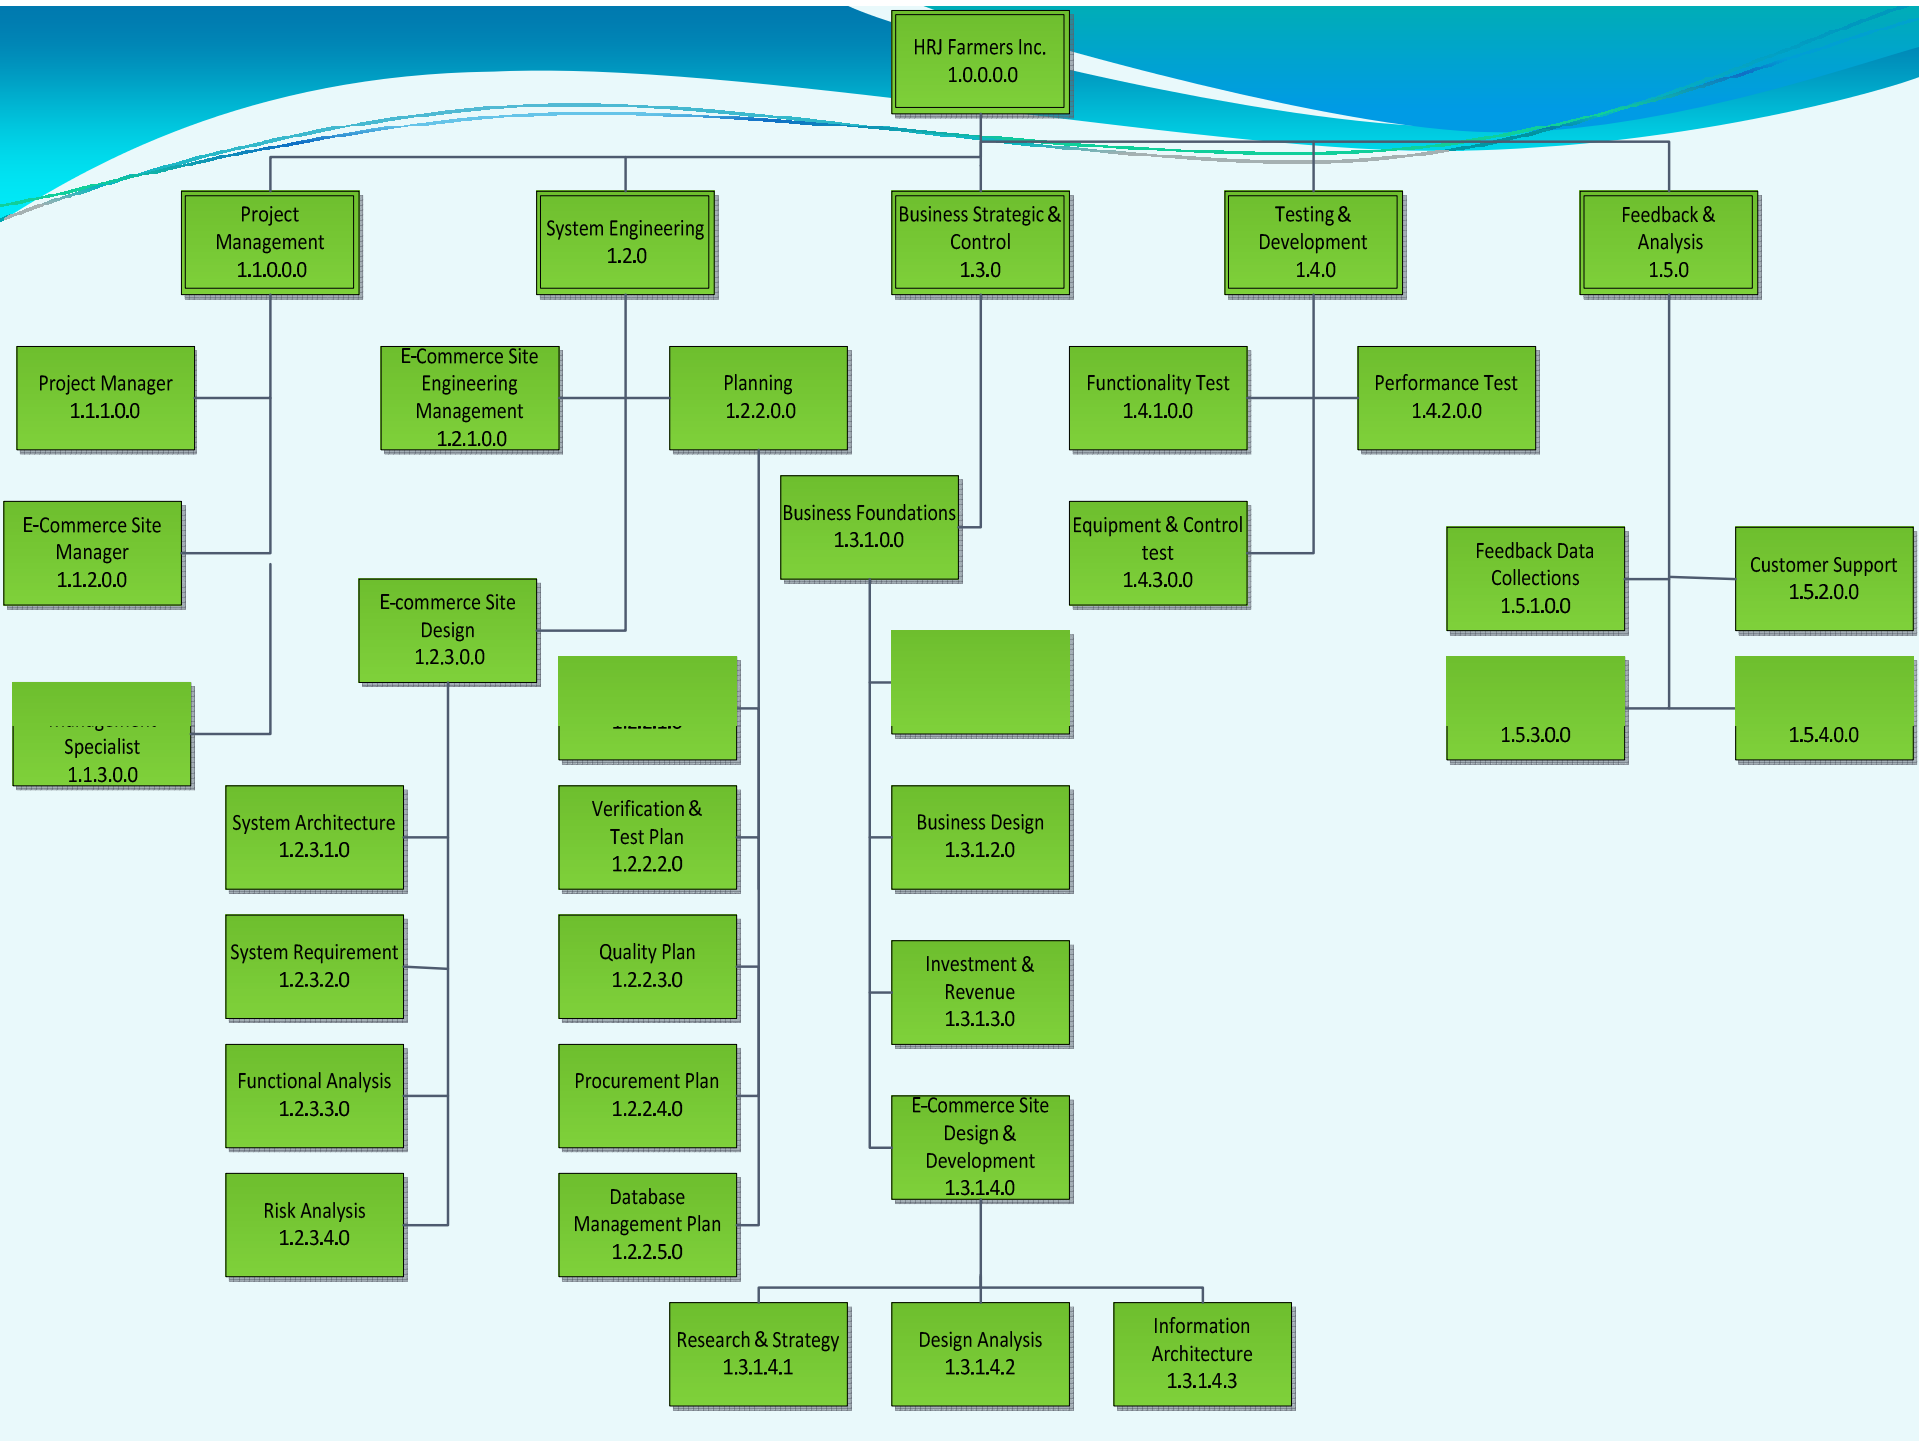 HRJ Farmers Inc.
1.0.0.0.0
Project
Management
1.1.0.0.0
System Engineering
1.2.0
Business Strategic &
Control
1.3.0
Testing &
Development
1.4.0
Feedback &
Analysis
1.5.0
Project Manager
1.1.1.0.0
E-Commerce Site
Engineering
Management
1.2.1.0.0
Planning
1.2.2.0.0
Functionality Test
1.4.1.0.0
Performance Test
1.4.2.0.0
E-Commerce Site
Manager
1.1.2.0.0
Business Foundations
1.3.1.0.0
Equipment & Control
test
1.4.3.0.0
Feedback Data
Collections
1.5.1.0.0
Customer Support
1.5.2.0.0
E-commerce Site
Design
1.2.3.0.0
Specialist
1.1.3.0.0
1.5.3.0.0
1.5.4.0.0
System Architecture
1.2.3.1.0
Verification &
Test Plan
1.2.2.2.0
Business Design
1.3.1.2.0
System Requirement
1.2.3.2.0
Quality Plan
1.2.2.3.0
Investment &
Revenue
1.3.1.3.0
Functional Analysis
1.2.3.3.0
Procurement Plan
1.2.2.4.0
E-Commerce Site
Design &
Development
1.3.1.4.0
Risk Analysis
1.2.3.4.0
Database
Management Plan
1.2.2.5.0
Research & Strategy
1.3.1.4.1
Design Analysis
1.3.1.4.2
Information
Architecture
1.3.1.4.3